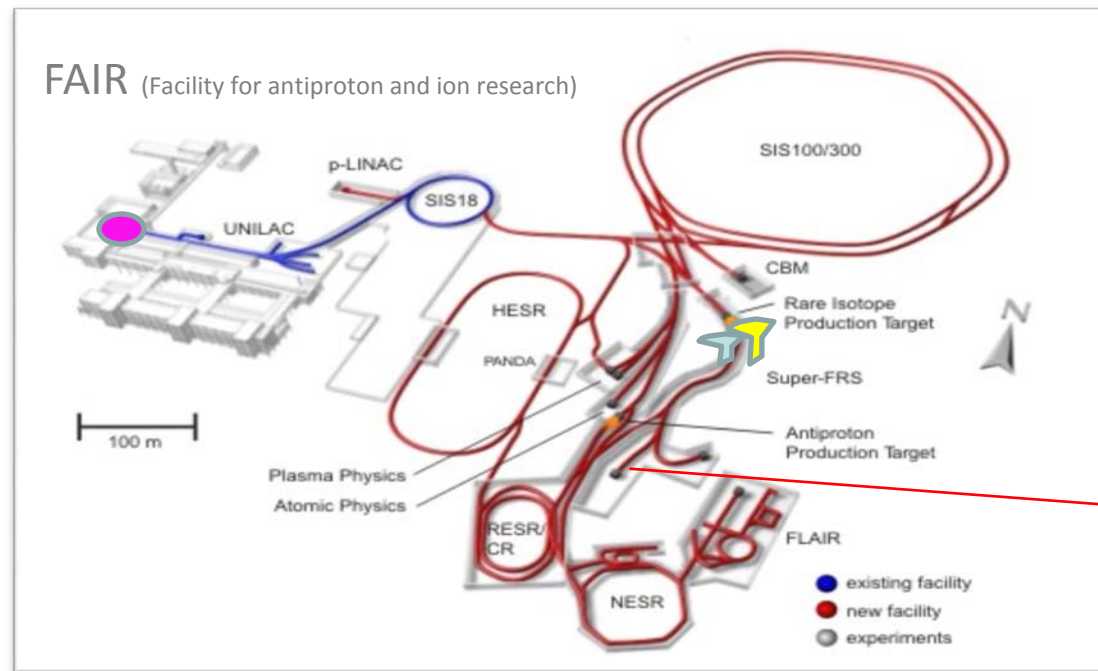 FAIR (Facility for antiproton and ion research)
p-LINAC
SIS18
UNILAC
SIS100/300
CBM
Rare Isotope
Production Target
HESR
PANDA
N
Super-FRS
100 m
Antiproton
Production Target
Plasma Physics
Atomic Physics
RESR/
CR
FLAIR
NESR
existing facility
new facility
experiments